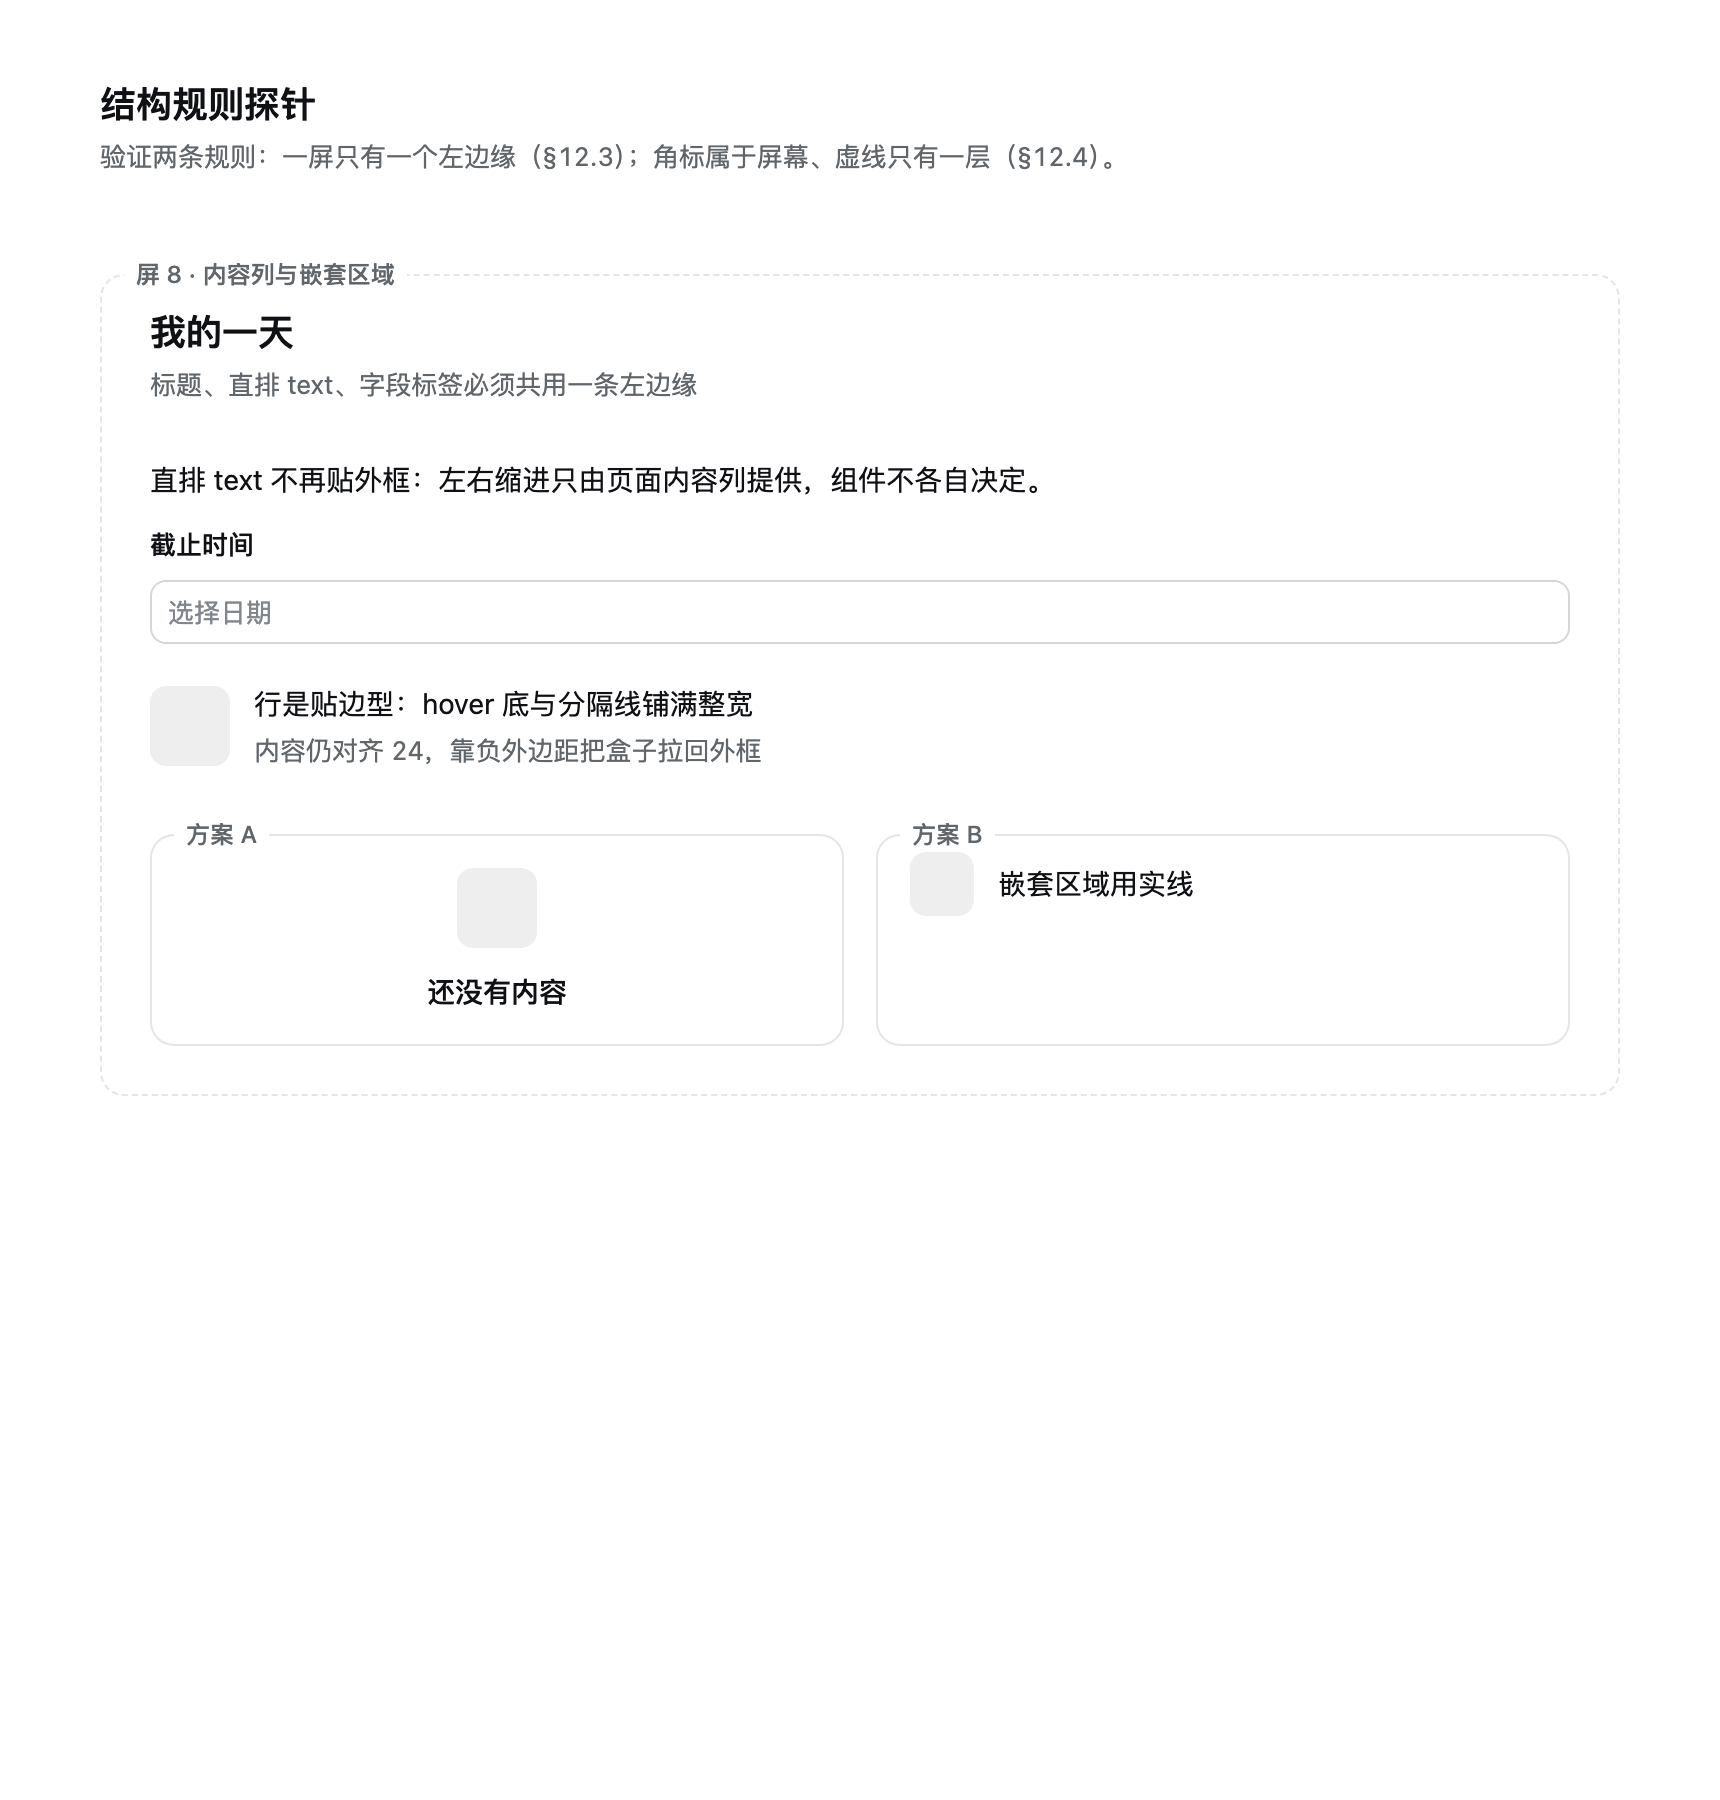 结构规则探针
验证两条规则：一屏只有一个左边缘（§12.3）；角标属于屏幕、虚线只有一层（§12.4）。
屏 8 · 内容列与嵌套区域
我的一天
标题、直排 text、字段标签必须共用一条左边缘
直排 text 不再贴外框：左右缩进只由页面内容列提供，组件不各自决定。
截止时间
选择日期
行是贴边型：hover 底与分隔线铺满整宽
内容仍对齐 24，靠负外边距把盒子拉回外框
方案 A
还没有内容
方案 B
嵌套区域用实线